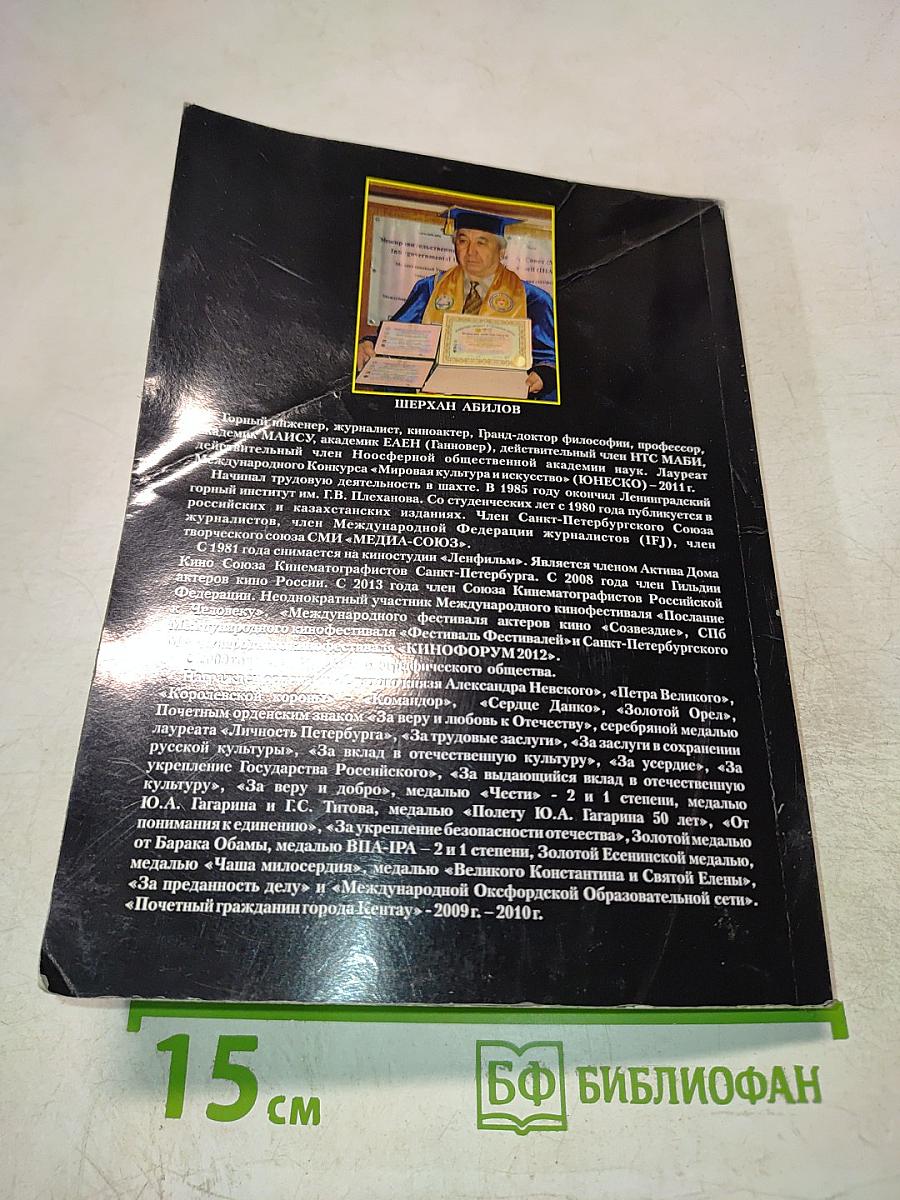 ШЕРХАН АБИЛОВ
Горный инженер, журналист, киноактер, Гранд-доктор философии, профессор,
академик МАИСУ, академик ЕАЕН (Ганновер), действительный член НТС МАБИ,
действительный член Ноосферной общественной академии наук. Лауреат
Международного Конкурса «Мировая культура и искусство» (ЮНЕСКО) – 2011 г.
Начинал трудовую деятельность в шахте. В 1985 году окончил Ленинградский
горный институт им. Г.В. Плеханова. Со студенческих лет с 1980 года публикуется в
российских и казахстанских изданиях. Член Санкт-Петербургского Союза
журналистов, член Международной Федерации журналистов (IFJ), член
творческого союза СМИ «МЕДИА-СОЮЗ».
С 1981 года снимается на киностудии «Ленфильм». Является членом Актива Дома
Кино Союза Кинематографистов Санкт-Петербурга. С 2008 года член Гильдии
актеров кино России. С 2013 года член Союза Кинематографистов Российской
Федерации. Неоднократный участник Международного кинофестиваля «Послание
к Человеку», «Международного фестиваля актеров кино «Созвездие», СПб
Международного кинофестиваля «Фестиваль Фестивалей» и Санкт-Петербургского
«КИНОФОРУМ 2012».
общества.
князя Александра Невского», «Петра Великого»,
«Королевской короны», «Командор», «Сердце Данко», «Золотой Орел»,
Почетным орденским знаком «За веру и любовь к Отечеству», серебряной медалью
лауреата «Личность Петербурга», «За трудовые заслуги», «За заслуги в сохранении
русской культуры», «За вклад в отечественную культуру», «За усердие», «За
укрепление Государства Российского», «За выдающийся вклад в отечественную
культуру», «За веру и добро», медалью «Чести» - 2 и 1 степени, медалью
Ю.А. Гагарина и Г.С. Титова, медалью «Полету Ю.А. Гагарина 50 лет», «От
понимания к единению», «За укрепление безопасности отечества», Золотой медалью
от Барака Обамы, медалью ВПА-IPA – 2 и 1 степени, Золотой Есенинской медалью,
медалью «Чаша милосердия», медалью «Великого Константина и Святой Елены»,
«За преданность делу» и «Международной Оксфордской Образовательной сети».
«Почетный гражданин города Кентау» - 2009 г. – 2010 г.
15 см
БФ БИБЛИОФАН